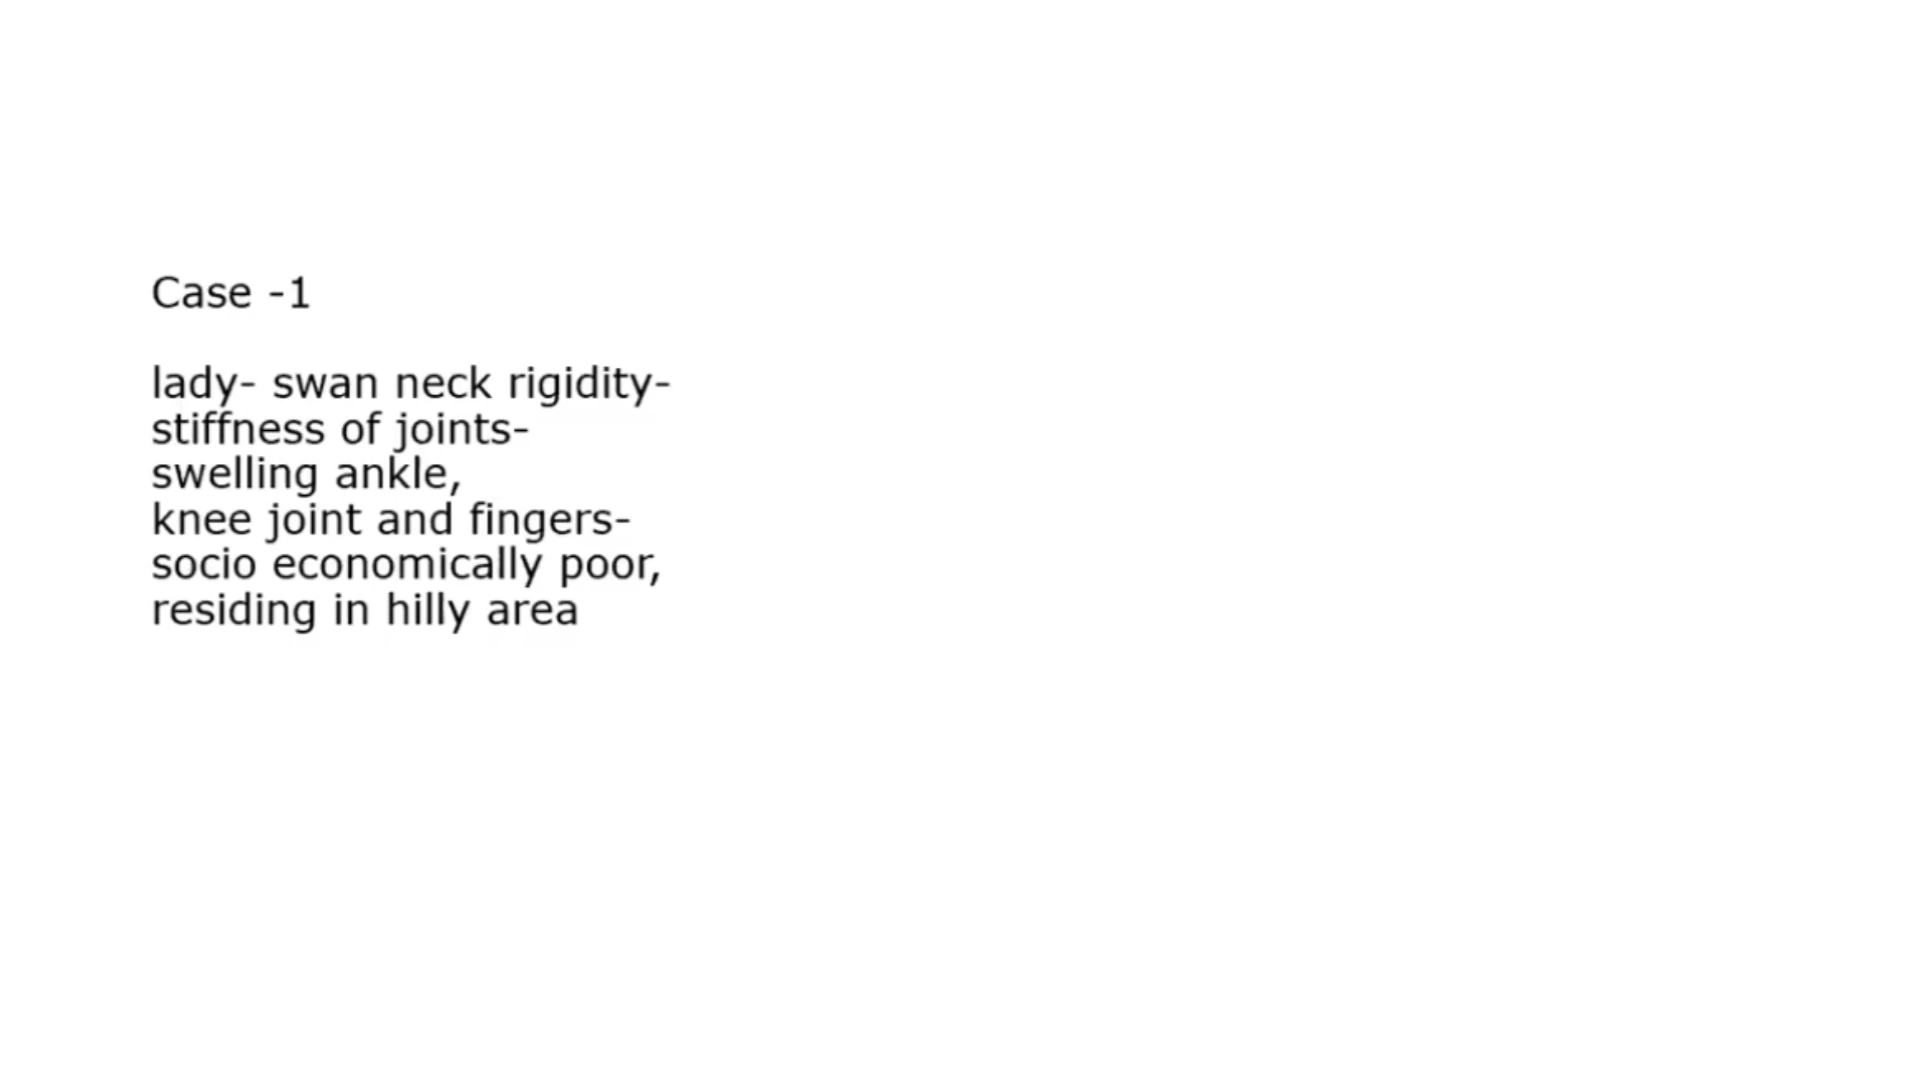 Case -1
lady- swan neck rigidity-
stiffness of joints-
swelling ankle,
knee joint and fingers-
socio economically poor,
residing in hilly area